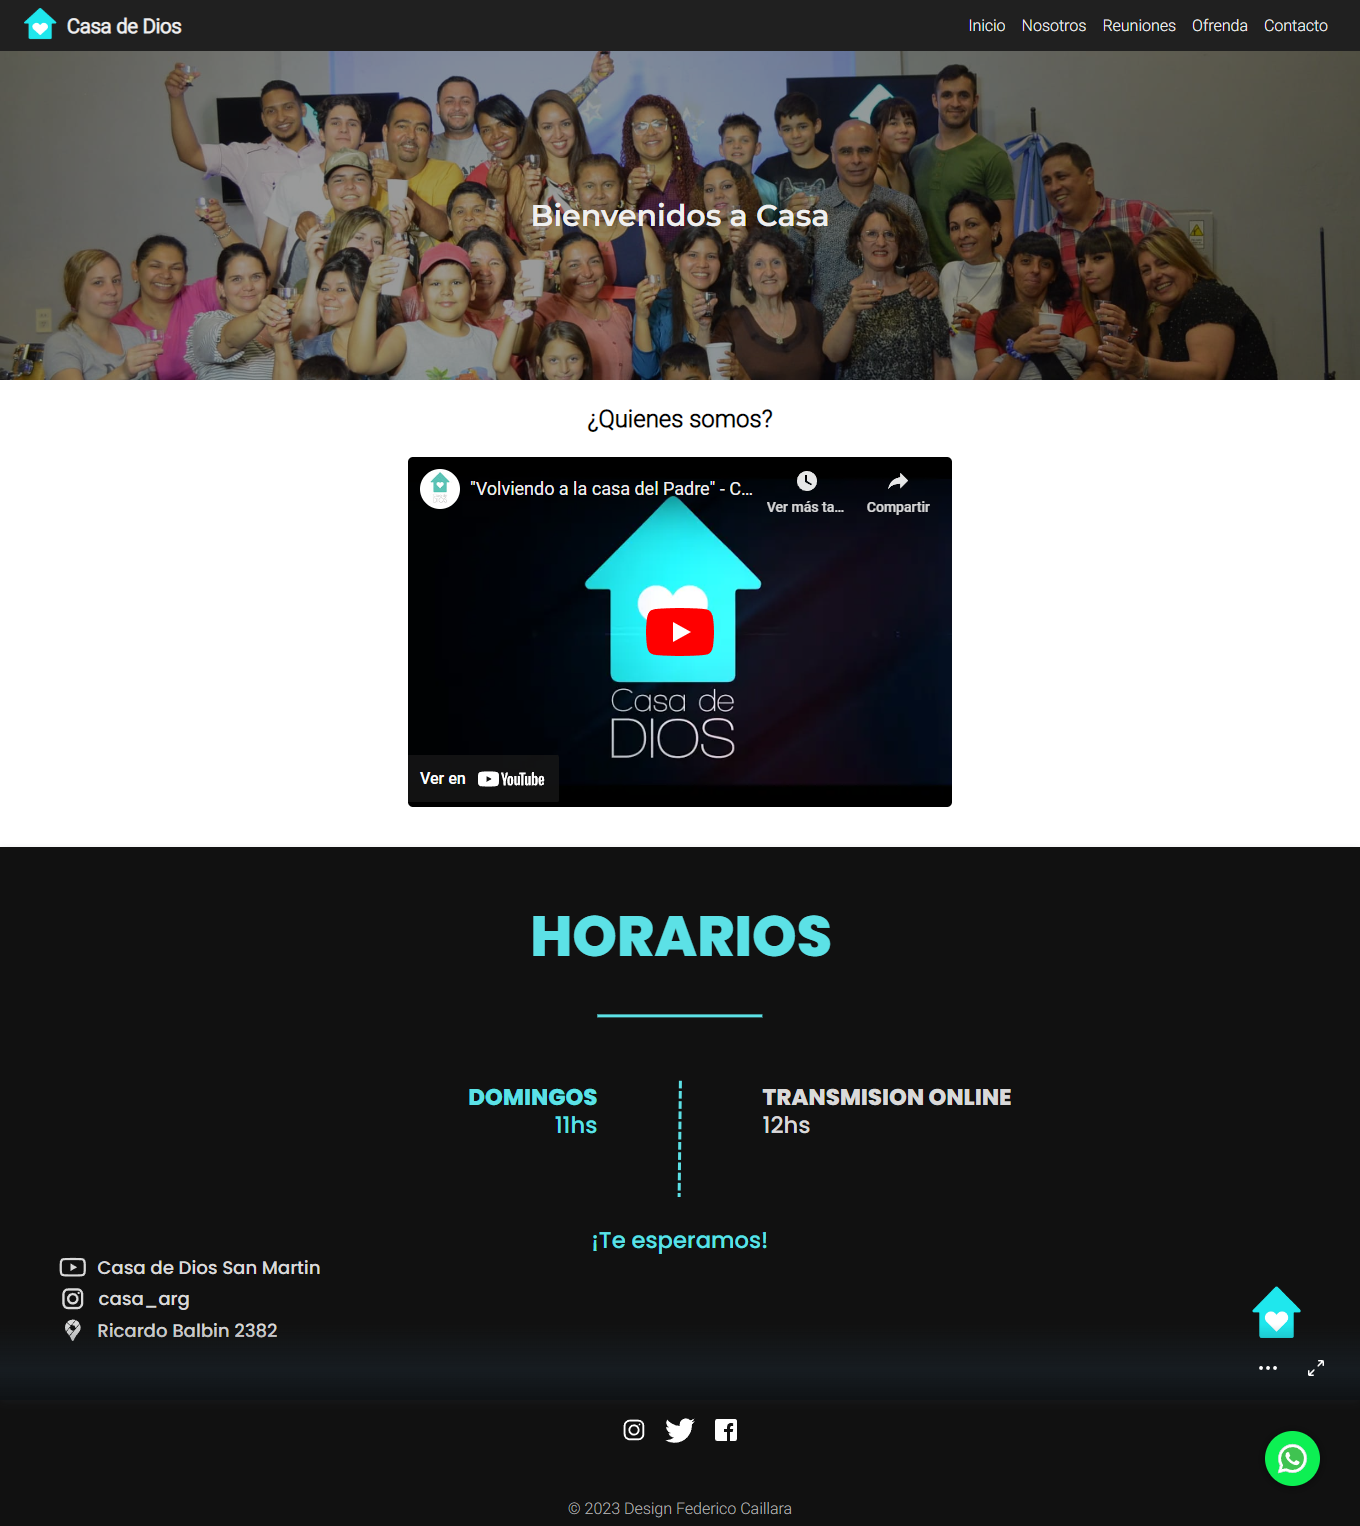 Casa de Dios
Inicio Nosotros Reuniones Ofrenda Contacto
Bienvenidos a Casa
¿Quienes somos?
"Volviendo a la casa del Padre" - C...
Ver más ta...
Compartir
Casa de
DIOS
Ver en YouTube
HORARIOS
DOMINGOS
11hs
TRANSMISION ONLINE
12hs
¡Te esperamos!
Casa de Dios San Martin
casa_arg
Ricardo Balbin 2382
© 2023 Design Federico Caillara